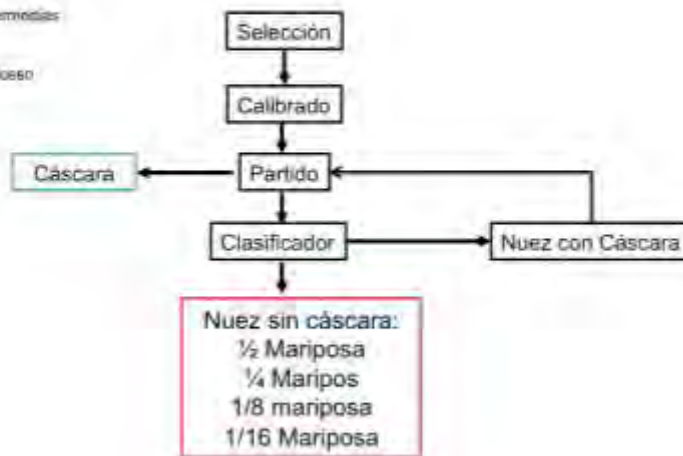 Selección
Calibrado
Cáscara
Partido
Clasificador
Nuez con Cáscara
Nuez sin cáscara:
½ Mariposa
¼ Maripos
1/8 mariposa
1/16 Mariposa